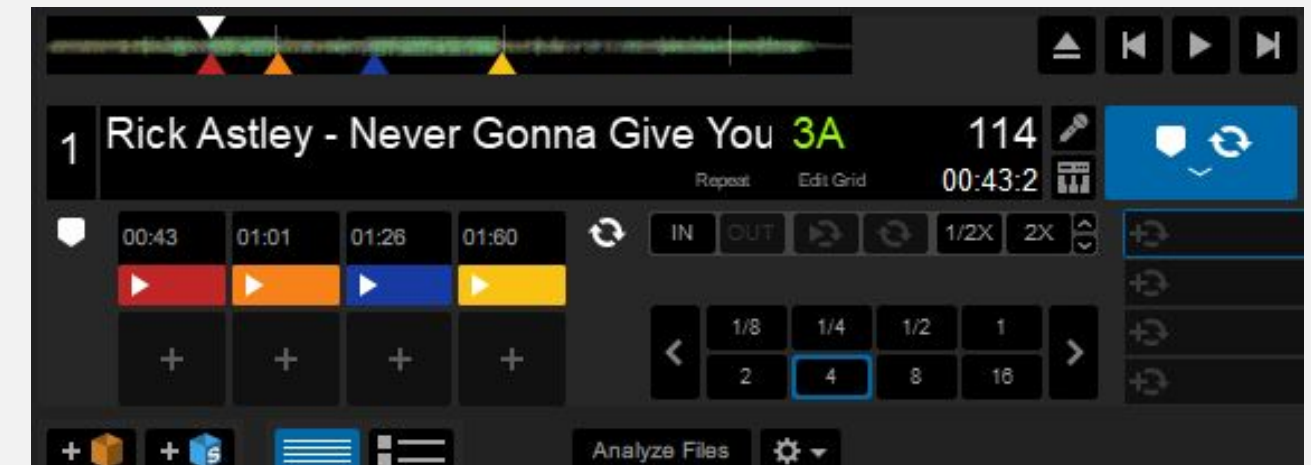 1 Rick Astley - Never Gonna Give You 3A 114
Repeat Edit Grid 00:43:2
00:43 01:01 01:26 01:60 IN OUT 1/2X 2X
1/8 1/4 1/2 1
2 4 8 16
Analyze Files